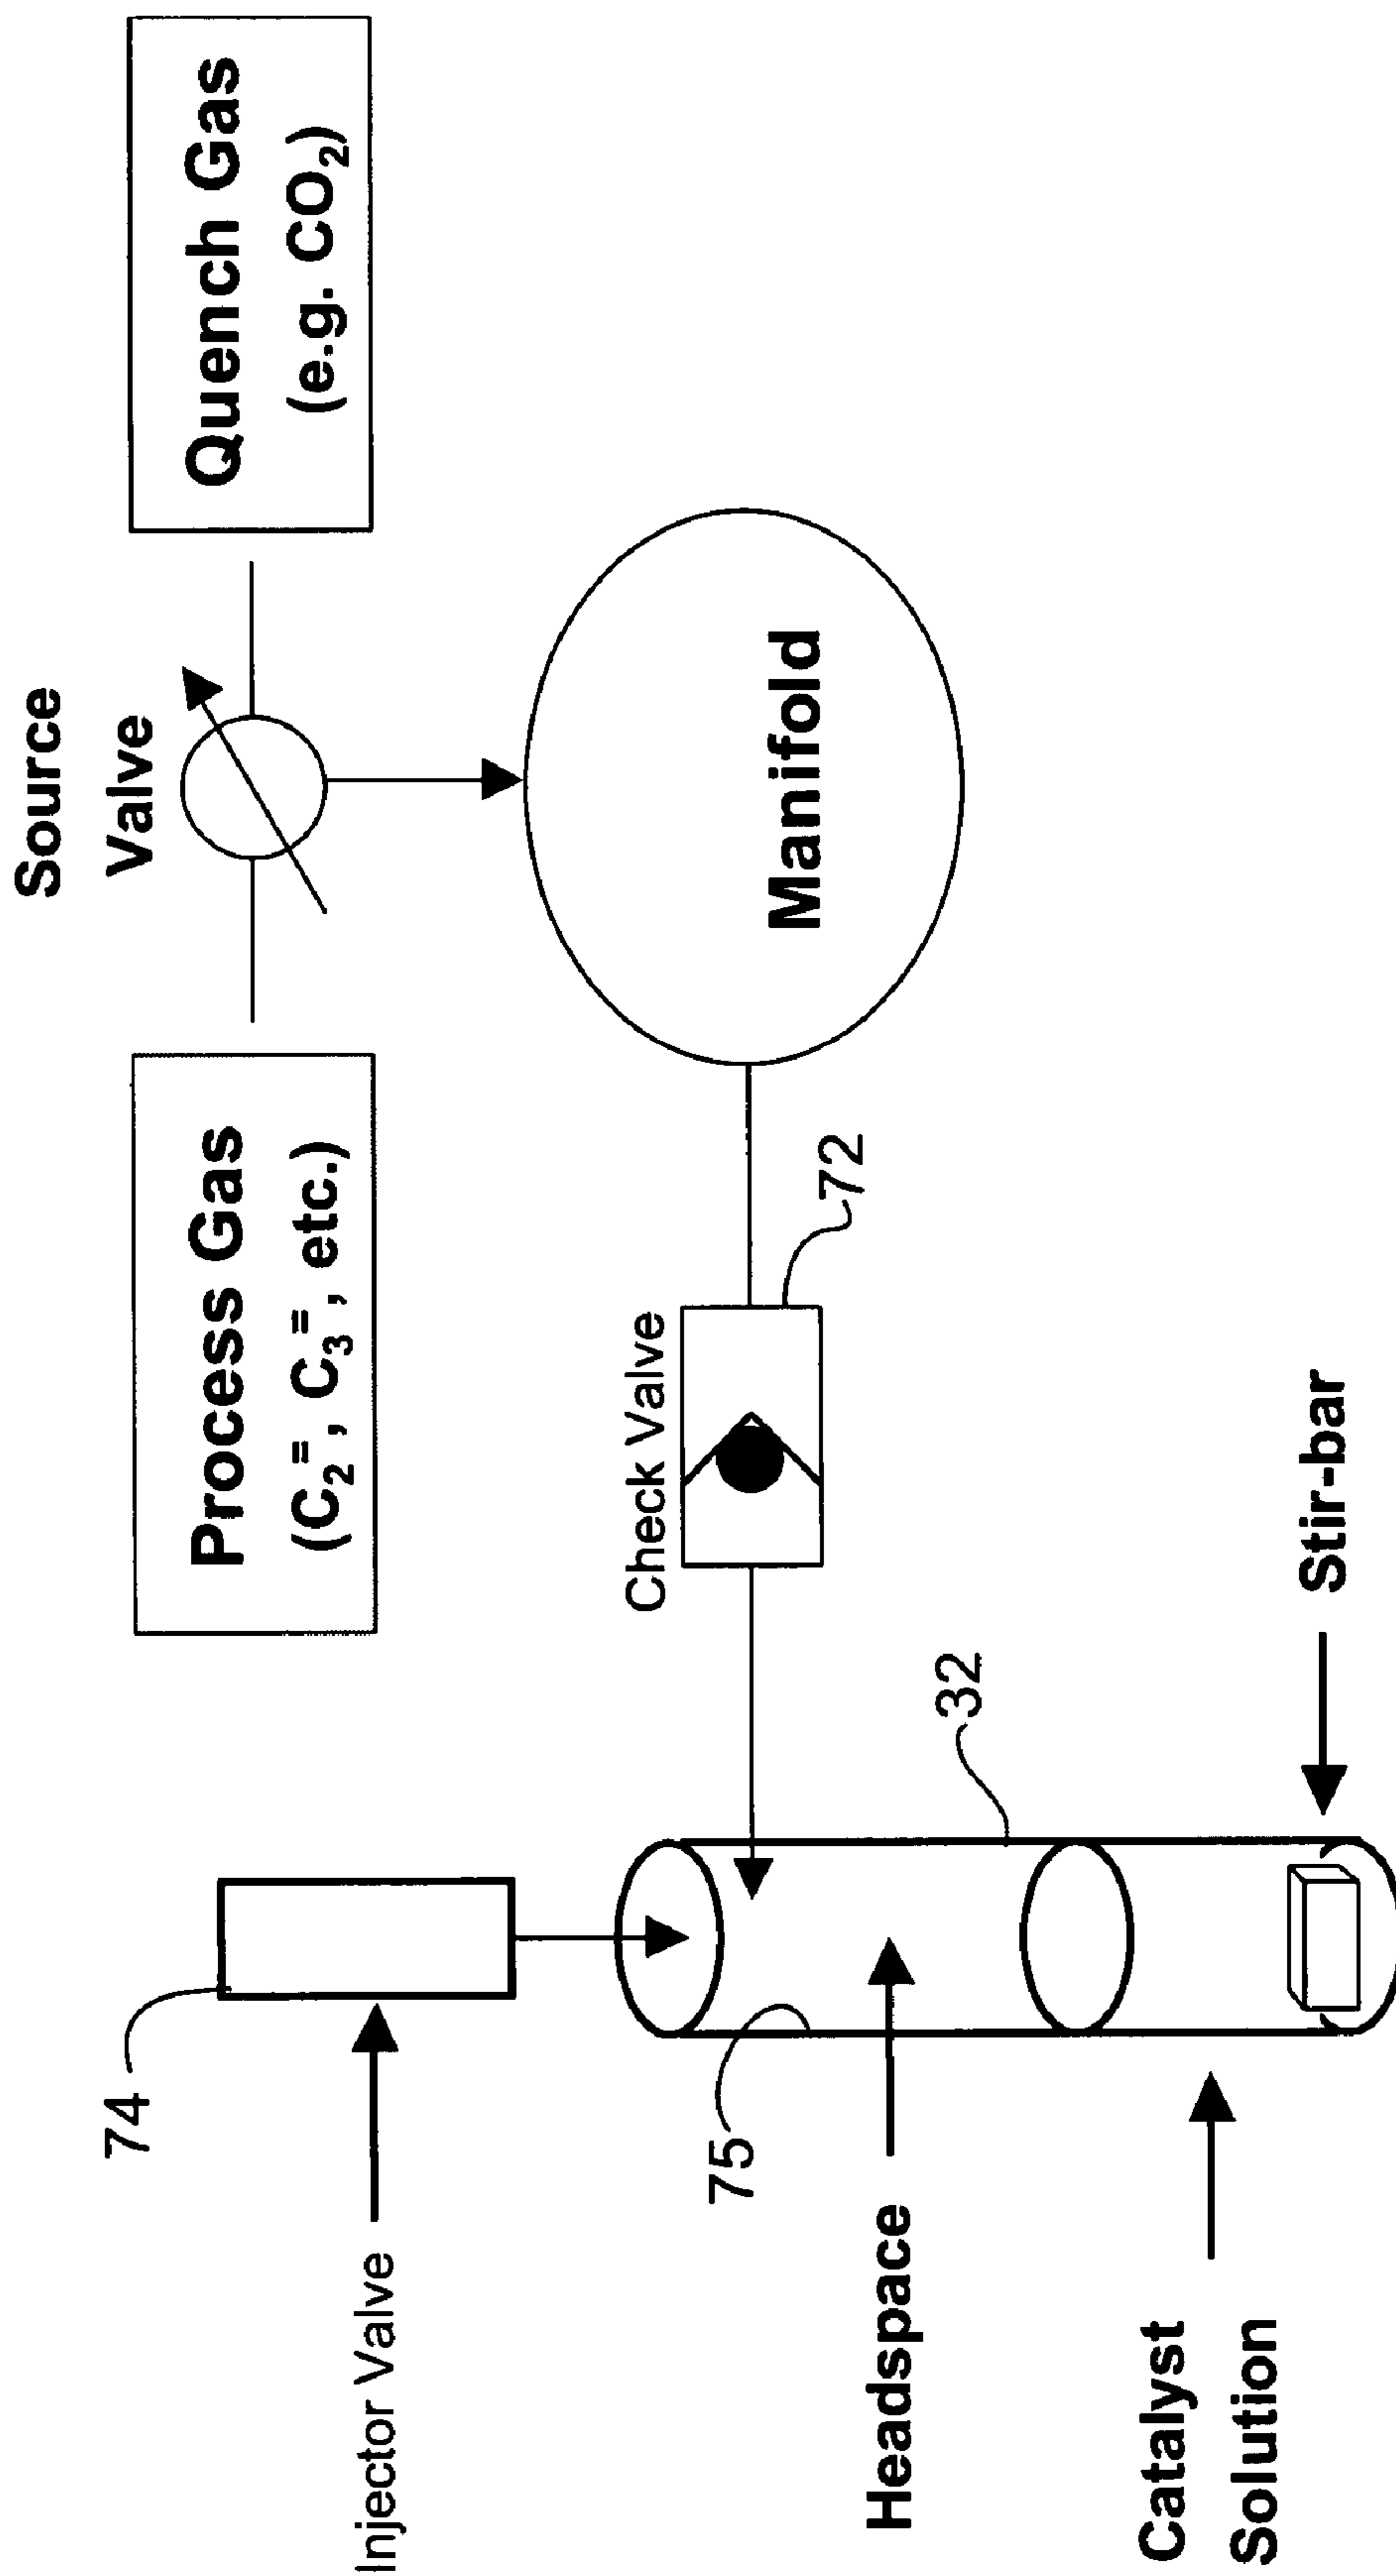 Source
Valve
Process Gas
(C₂⁼, C₃⁼, etc.)
Quench Gas
(e.g. CO₂)
74
Injector Valve
Check Valve
72
Manifold
75
Headspace
32
Catalyst
Solution
Stir-bar